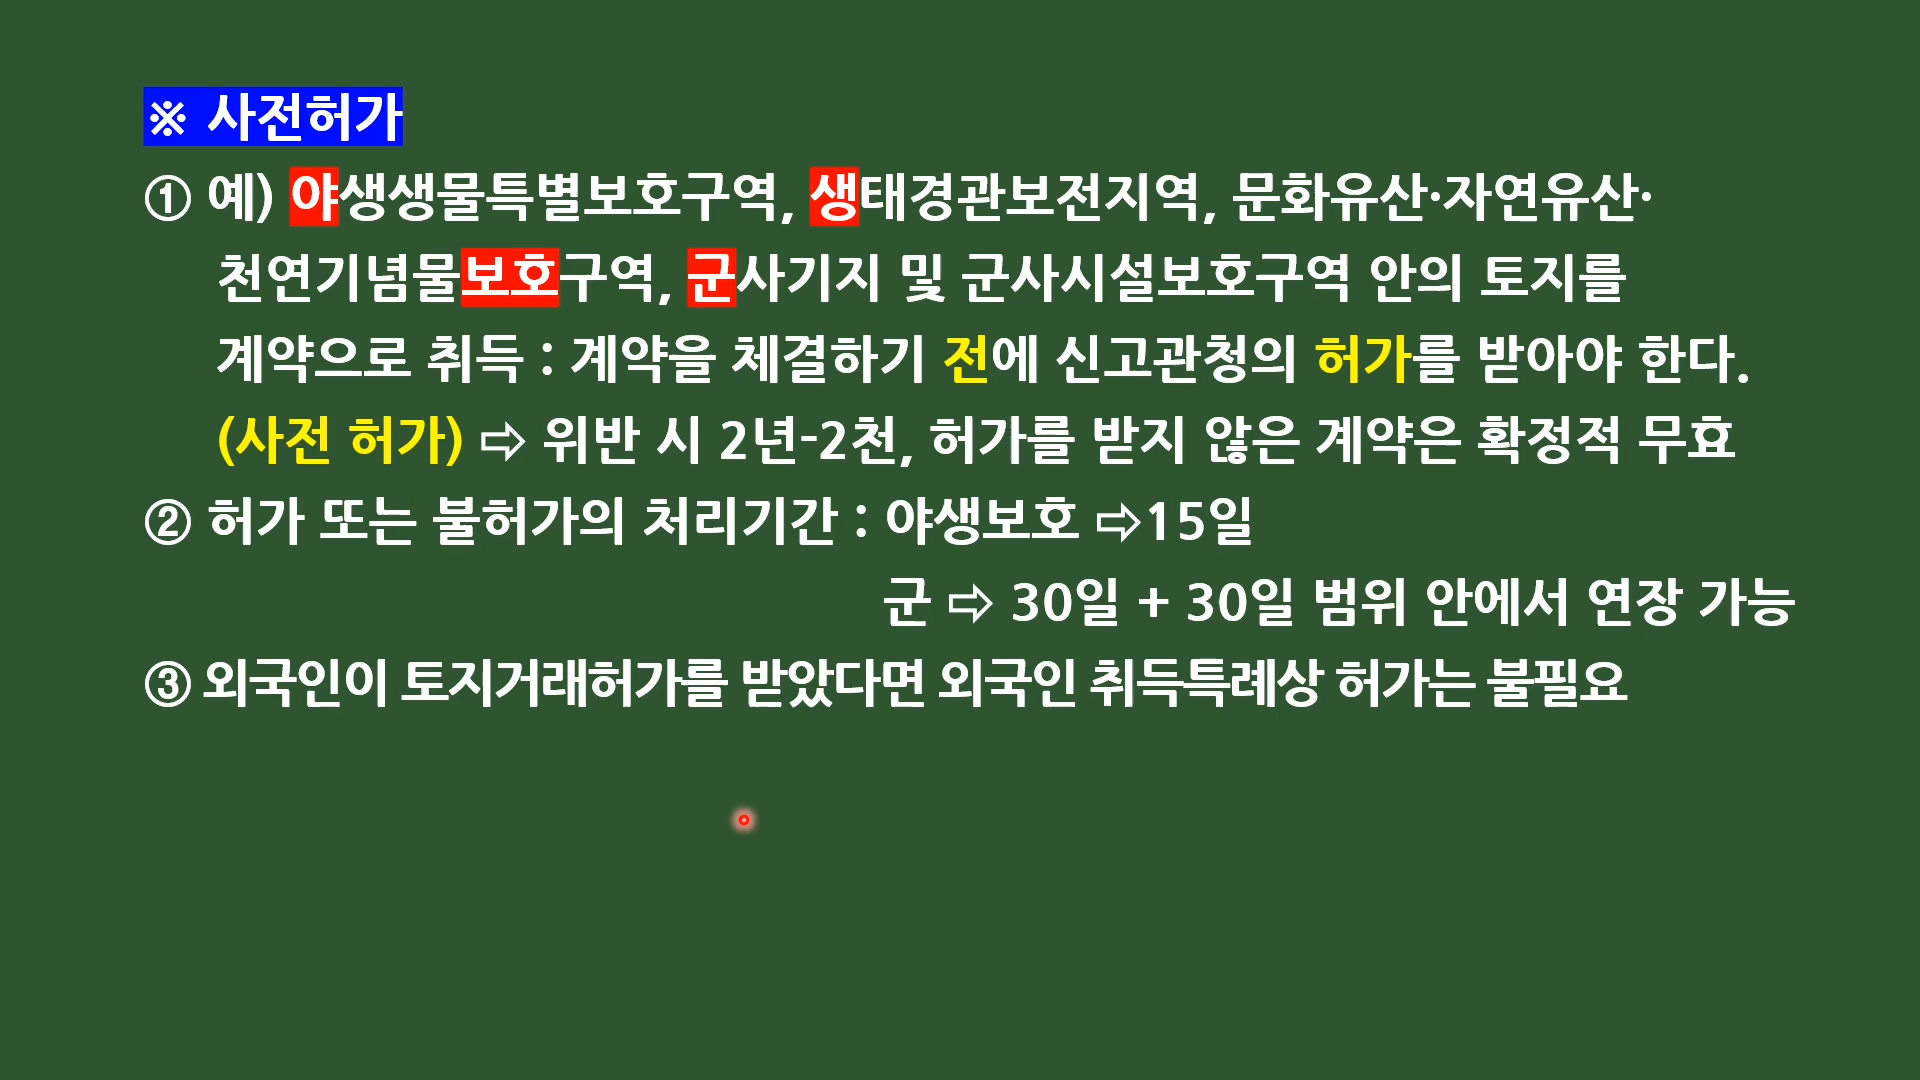 ※ 사전허가
① 예) 야생생물특별보호구역, 생태경관보전지역, 문화유산·자연유산·
천연기념물보호구역, 군사기지 및 군사시설보호구역 안의 토지를
계약으로 취득 : 계약을 체결하기 전에 신고관청의 허가를 받아야 한다.
(사전 허가) ⇨ 위반 시 2년-2천, 허가를 받지 않은 계약은 확정적 무효
② 허가 또는 불허가의 처리기간 : 야생보호 ⇨15일
군 ⇨ 30일 + 30일 범위 안에서 연장 가능
③ 외국인이 토지거래허가를 받았다면 외국인 취득특례상 허가는 불필요